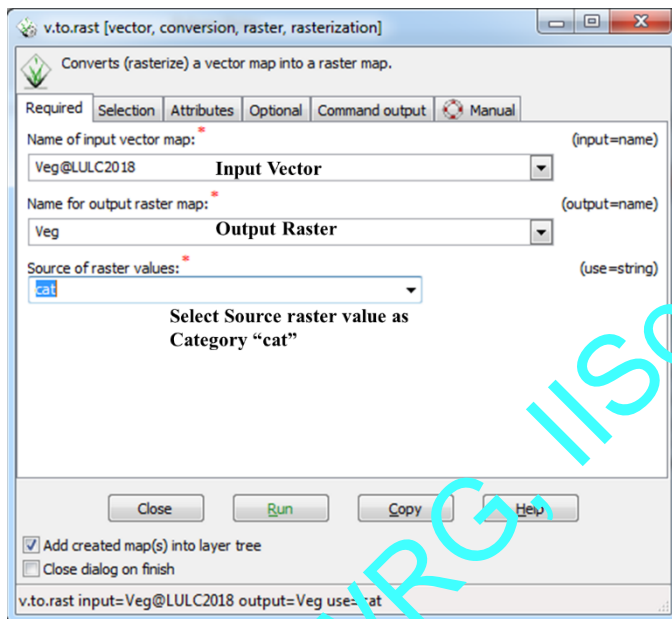 v.to.rast [vector, conversion, raster, rasterization]
Converts (rasterize) a vector map into a raster map.
Required Selection Attributes Optional Command output Manual
Name of input vector map:* (input=name)
Veg@LULC2018 Input Vector
Name for output raster map:* (output=name)
Veg Output Raster
Source of raster values:* (use=string)
cat
Select Source raster value as
Category “cat”
Close Run Copy Help
Add created map(s) into layer tree
Close dialog on finish
v.to.rast input=Veg@LULC2018 output=Veg use=cat
RG, IISc